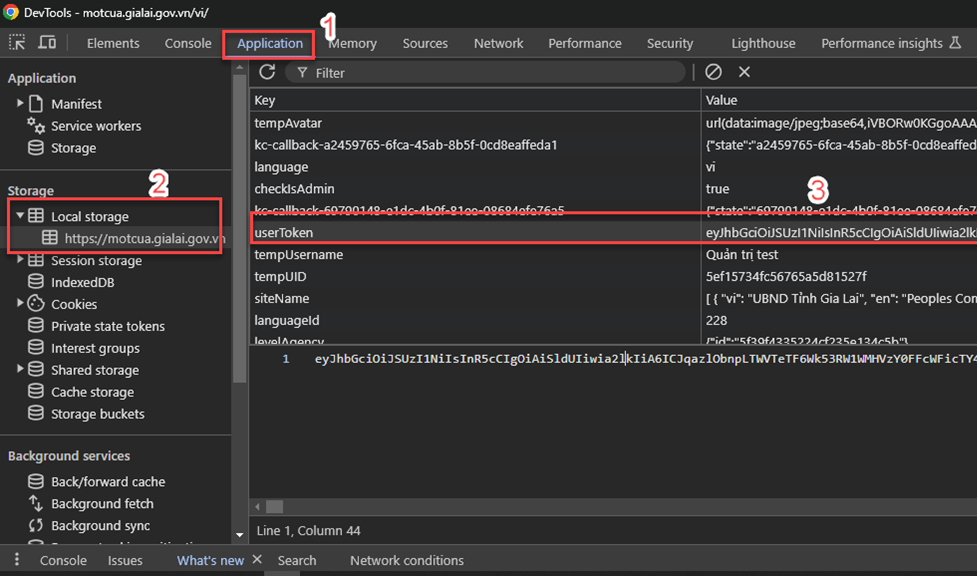 DevTools - motcua.gialai.gov.vn/vi/
1
Elements Console Application Memory Sources Network Performance Security Lighthouse Performance insights
Application
Manifest
Service workers
Storage
Storage
2
Local storage
https://motcua.gialai.gov.vn
Session storage
IndexedDB
Cookies
Private state tokens
Interest groups
Shared storage
Cache storage
Storage buckets
Background services
Back/forward cache
Background fetch
Background sync
Filter
Key Value
tempAvatar url(data:image/jpeg;base64,iVBORw0KGgoAAA
kc-callback-a2459765-6fca-45ab-8b5f-0cd8eaffeda1 {"state":"a2459765-6fca-45ab-8b5f-0cd8eaffed
language vi
checkIsAdmin true
3
kc-callback-69790148-e1dc-4b0f-81ee-08684efe76a5 {"state":"69790148-e1dc-4b0f-81ee-08684efe76
userToken eyJhbGciOiJSUzI1NiIsInR5cCIgOiAiSldUIiwia2lk
tempUsername Quản trị test
tempUID 5ef15734fc56765a5d81527f
siteName [ { "vi": "UBND Tỉnh Gia Lai", "en": "Peoples Com
languageId 228
levelAgency {"id":"5f39f4335224cf235e134c5b"}
1 eyJhbGciOiJSUzI1NiIsInR5cCIgOiAiSldUIiwia2lkIiA6ICJqazlObnpLTWVTeTF6Wk53RW1WMHVzY0FFcWFicTY4
Line 1, Column 44
Console Issues What's new Search Network conditions